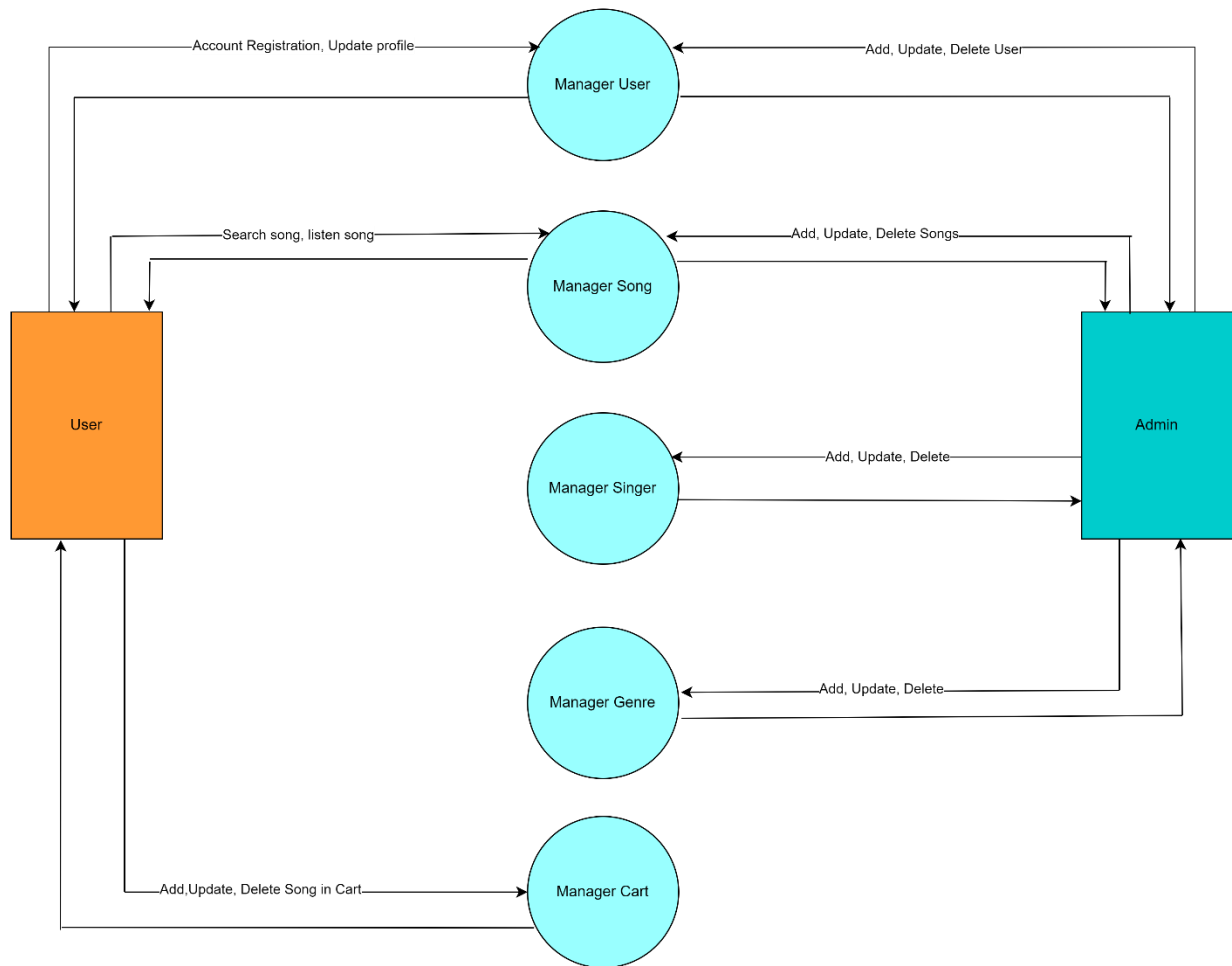 Account Registration, Update profile
Add, Update, Delete User
Manager User
Search song, listen song
Add, Update, Delete Songs
Manager Song
User
Admin
Add, Update, Delete
Manager Singer
Add, Update, Delete
Manager Genre
Add,Update, Delete Song in Cart
Manager Cart